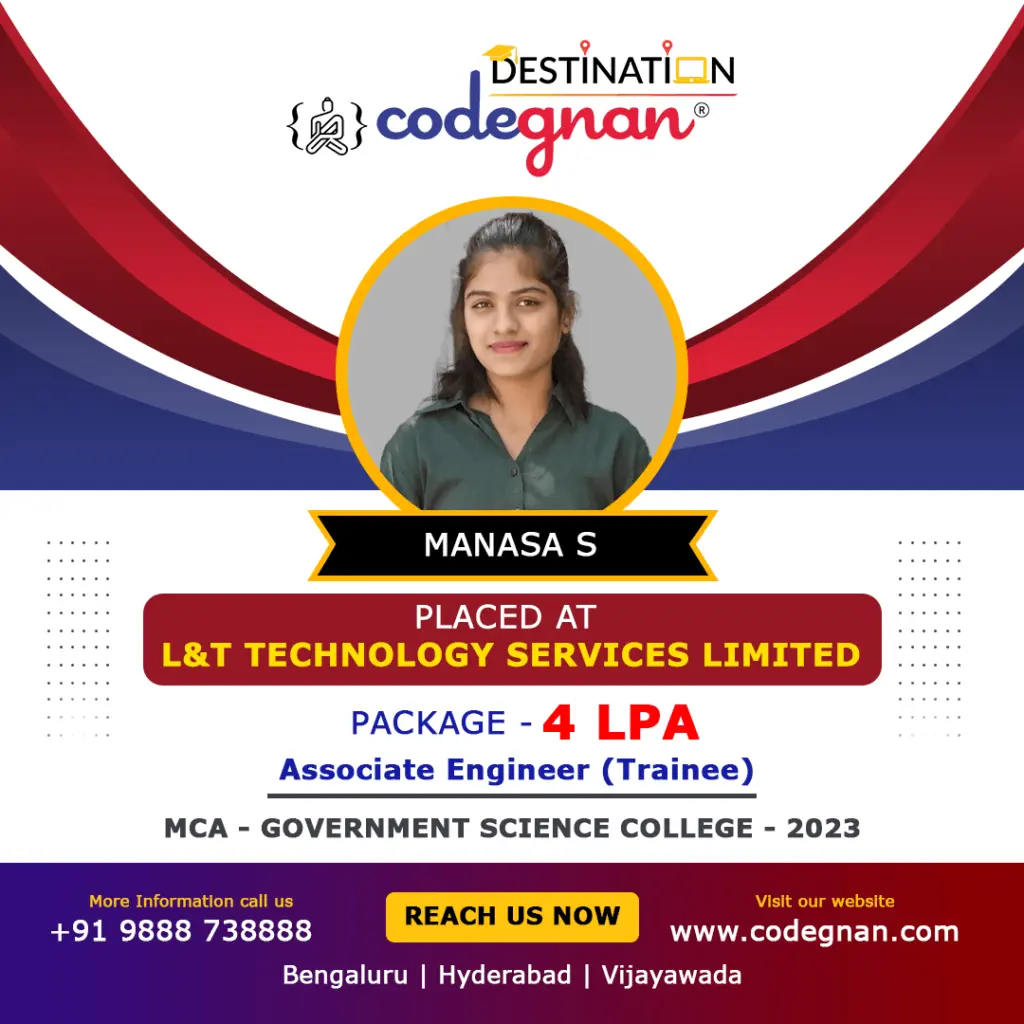 DESTINATION
codegnan®
MANASA S
PLACED AT
L&T TECHNOLOGY SERVICES LIMITED
PACKAGE - 4 LPA
Associate Engineer (Trainee)
MCA - GOVERNMENT SCIENCE COLLEGE - 2023
More Information call us
+91 9888 738888
REACH US NOW
Visit our website
www.codegnan.com
Bengaluru | Hyderabad | Vijayawada